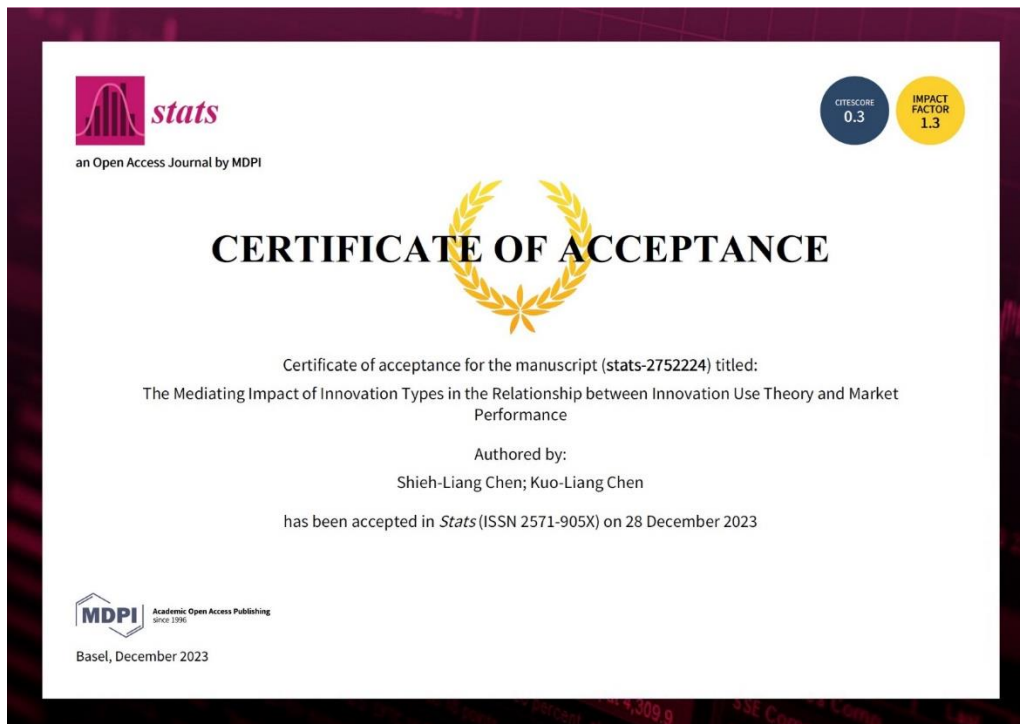 stats
CITESCORE
0.3
IMPACT
FACTOR
1.3
an Open Access Journal by MDPI
CERTIFICATE OF ACCEPTANCE
Certificate of acceptance for the manuscript (stats-2752224) titled:
The Mediating Impact of Innovation Types in the Relationship between Innovation Use Theory and Market
Performance
Authored by:
Shieh-Liang Chen; Kuo-Liang Chen
has been accepted in Stats (ISSN 2571-905X) on 28 December 2023
MDPI
Academic Open Access Publishing
since 1996
Basel, December 2023
4,309.9